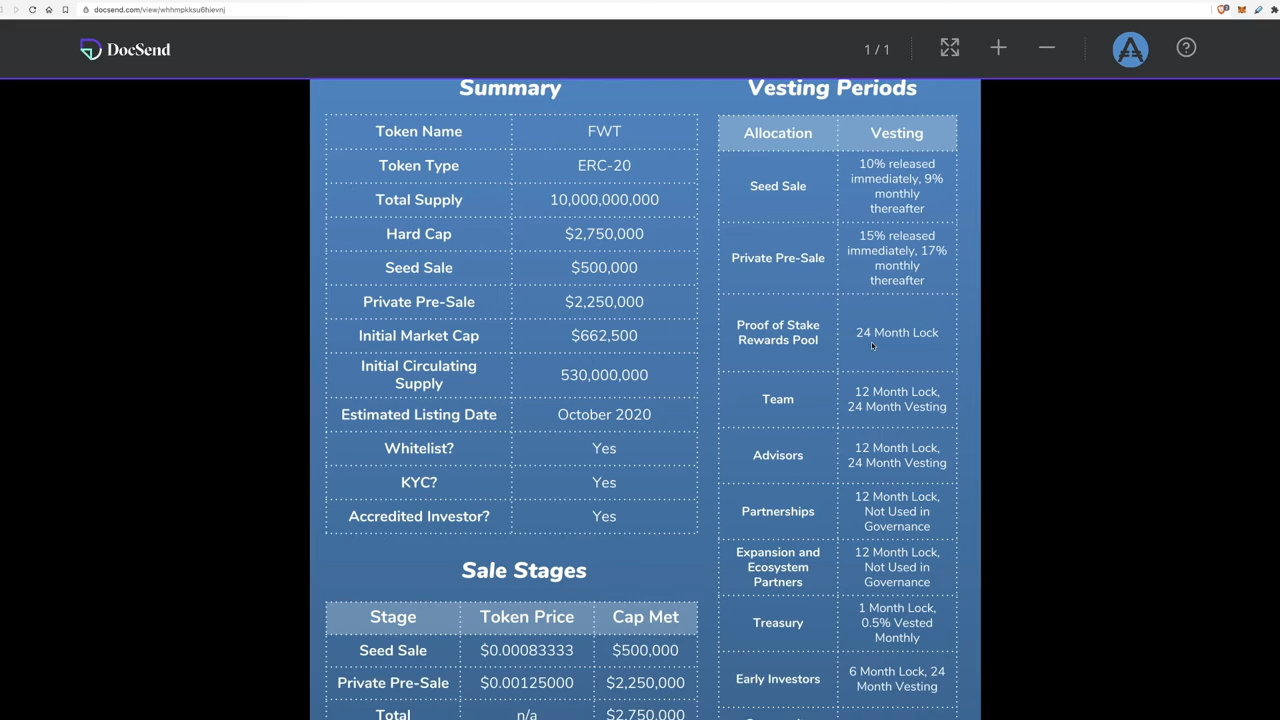 docsend.com/view/whhmpkksu6hievnj
DocSend
1 / 1
Summary
Token Name FWT
Token Type ERC-20
Total Supply 10,000,000,000
Hard Cap $2,750,000
Seed Sale $500,000
Private Pre-Sale $2,250,000
Initial Market Cap $662,500
Initial Circulating
Supply 530,000,000
Estimated Listing Date October 2020
Whitelist? Yes
KYC? Yes
Accredited Investor? Yes
Sale Stages
Stage Token Price Cap Met
Seed Sale $0.00083333 $500,000
Private Pre-Sale $0.00125000 $2,250,000
Total n/a $2,750,000
Vesting Periods
Allocation Vesting
Seed Sale
10% released
immediately, 9%
monthly
thereafter
Private Pre-Sale
15% released
immediately, 17%
monthly
thereafter
Proof of Stake
Rewards Pool
24 Month Lock
Team
12 Month Lock,
24 Month Vesting
Advisors
12 Month Lock,
24 Month Vesting
Partnerships
12 Month Lock,
Not Used in
Governance
Expansion and
Ecosystem
Partners
12 Month Lock,
Not Used in
Governance
Treasury
1 Month Lock,
0.5% Vested
Monthly
Early Investors
6 Month Lock, 24
Month Vesting